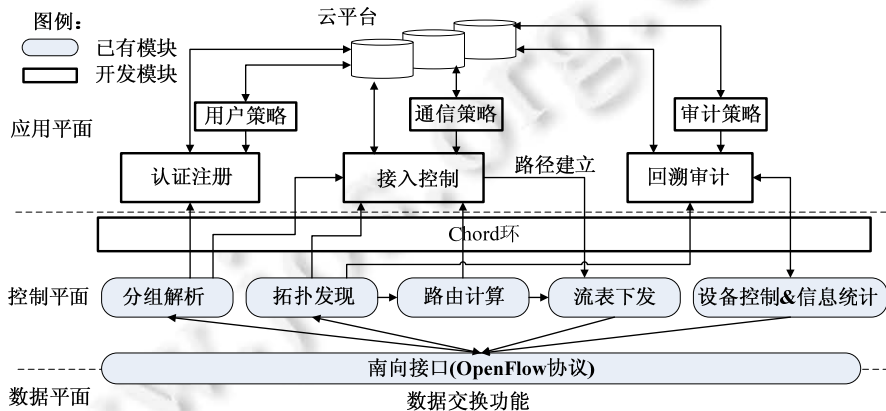 图例：
云平台
已有模块
开发模块
用户策略
通信策略
审计策略
应用平面
认证注册
接入控制
路径建立
回溯审计
Chord环
控制平面
分组解析
拓扑发现
路由计算
流表下发
设备控制&信息统计
南向接口(OpenFlow协议)
数据平面
数据交换功能